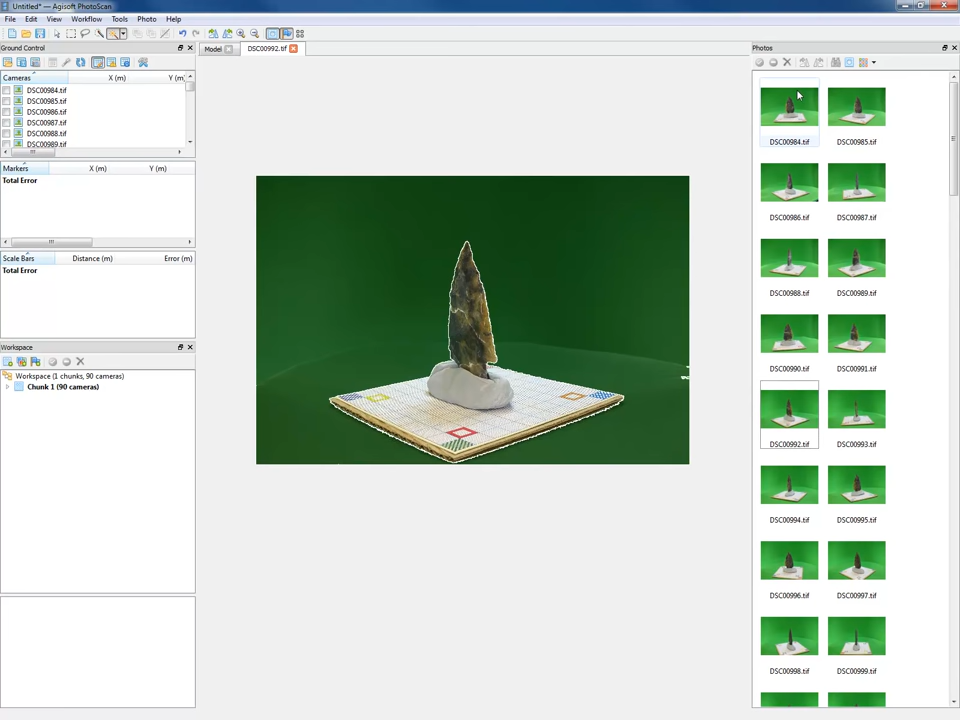 Untitled* — Agisoft PhotoScan
File Edit View Workflow Tools Photo Help
Ground Control
Cameras X (m) Y (m)
DSC00984.tif
DSC00985.tif
DSC00986.tif
DSC00987.tif
DSC00988.tif
DSC00989.tif
Markers X (m) Y (m)
Total Error
Scale Bars Distance (m) Error (m)
Total Error
Workspace
Workspace (1 chunks, 90 cameras)
Chunk 1 (90 cameras)
Model DSC00992.tif
Photos
DSC00984.tif DSC00985.tif
DSC00986.tif DSC00987.tif
DSC00988.tif DSC00989.tif
DSC00990.tif DSC00991.tif
DSC00992.tif DSC00993.tif
DSC00994.tif DSC00995.tif
DSC00996.tif DSC00997.tif
DSC00998.tif DSC00999.tif